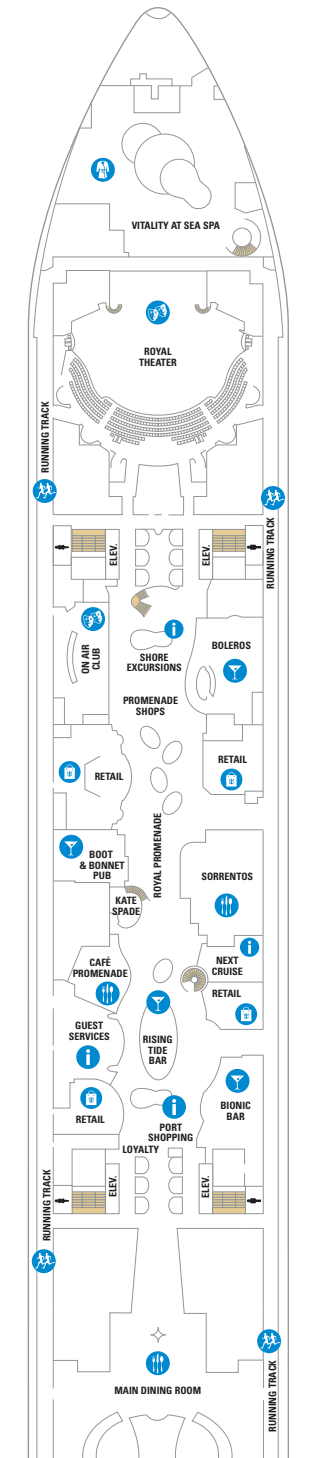 VITALITY AT SEA SPA
ROYAL
THEATER
RUNNING TRACK
RUNNING TRACK
ELEV.
ELEV.
i
SHORE
EXCURSIONS
ON AIR
CLUB
BOLEROS
PROMENADE
SHOPS
RETAIL
RETAIL
ROYAL PROMENADE
BOOT
& BONNET
PUB
SORRENTOS
KATE
SPADE
i
NEXT
CRUISE
CAFÉ
PROMENADE
RETAIL
GUEST
SERVICES
i
RISING
TIDE
BAR
RETAIL
i
PORT
SHOPPING
BIONIC
BAR
LOYALTY
ELEV.
ELEV.
RUNNING TRACK
MAIN DINING ROOM
RUNNING TRACK